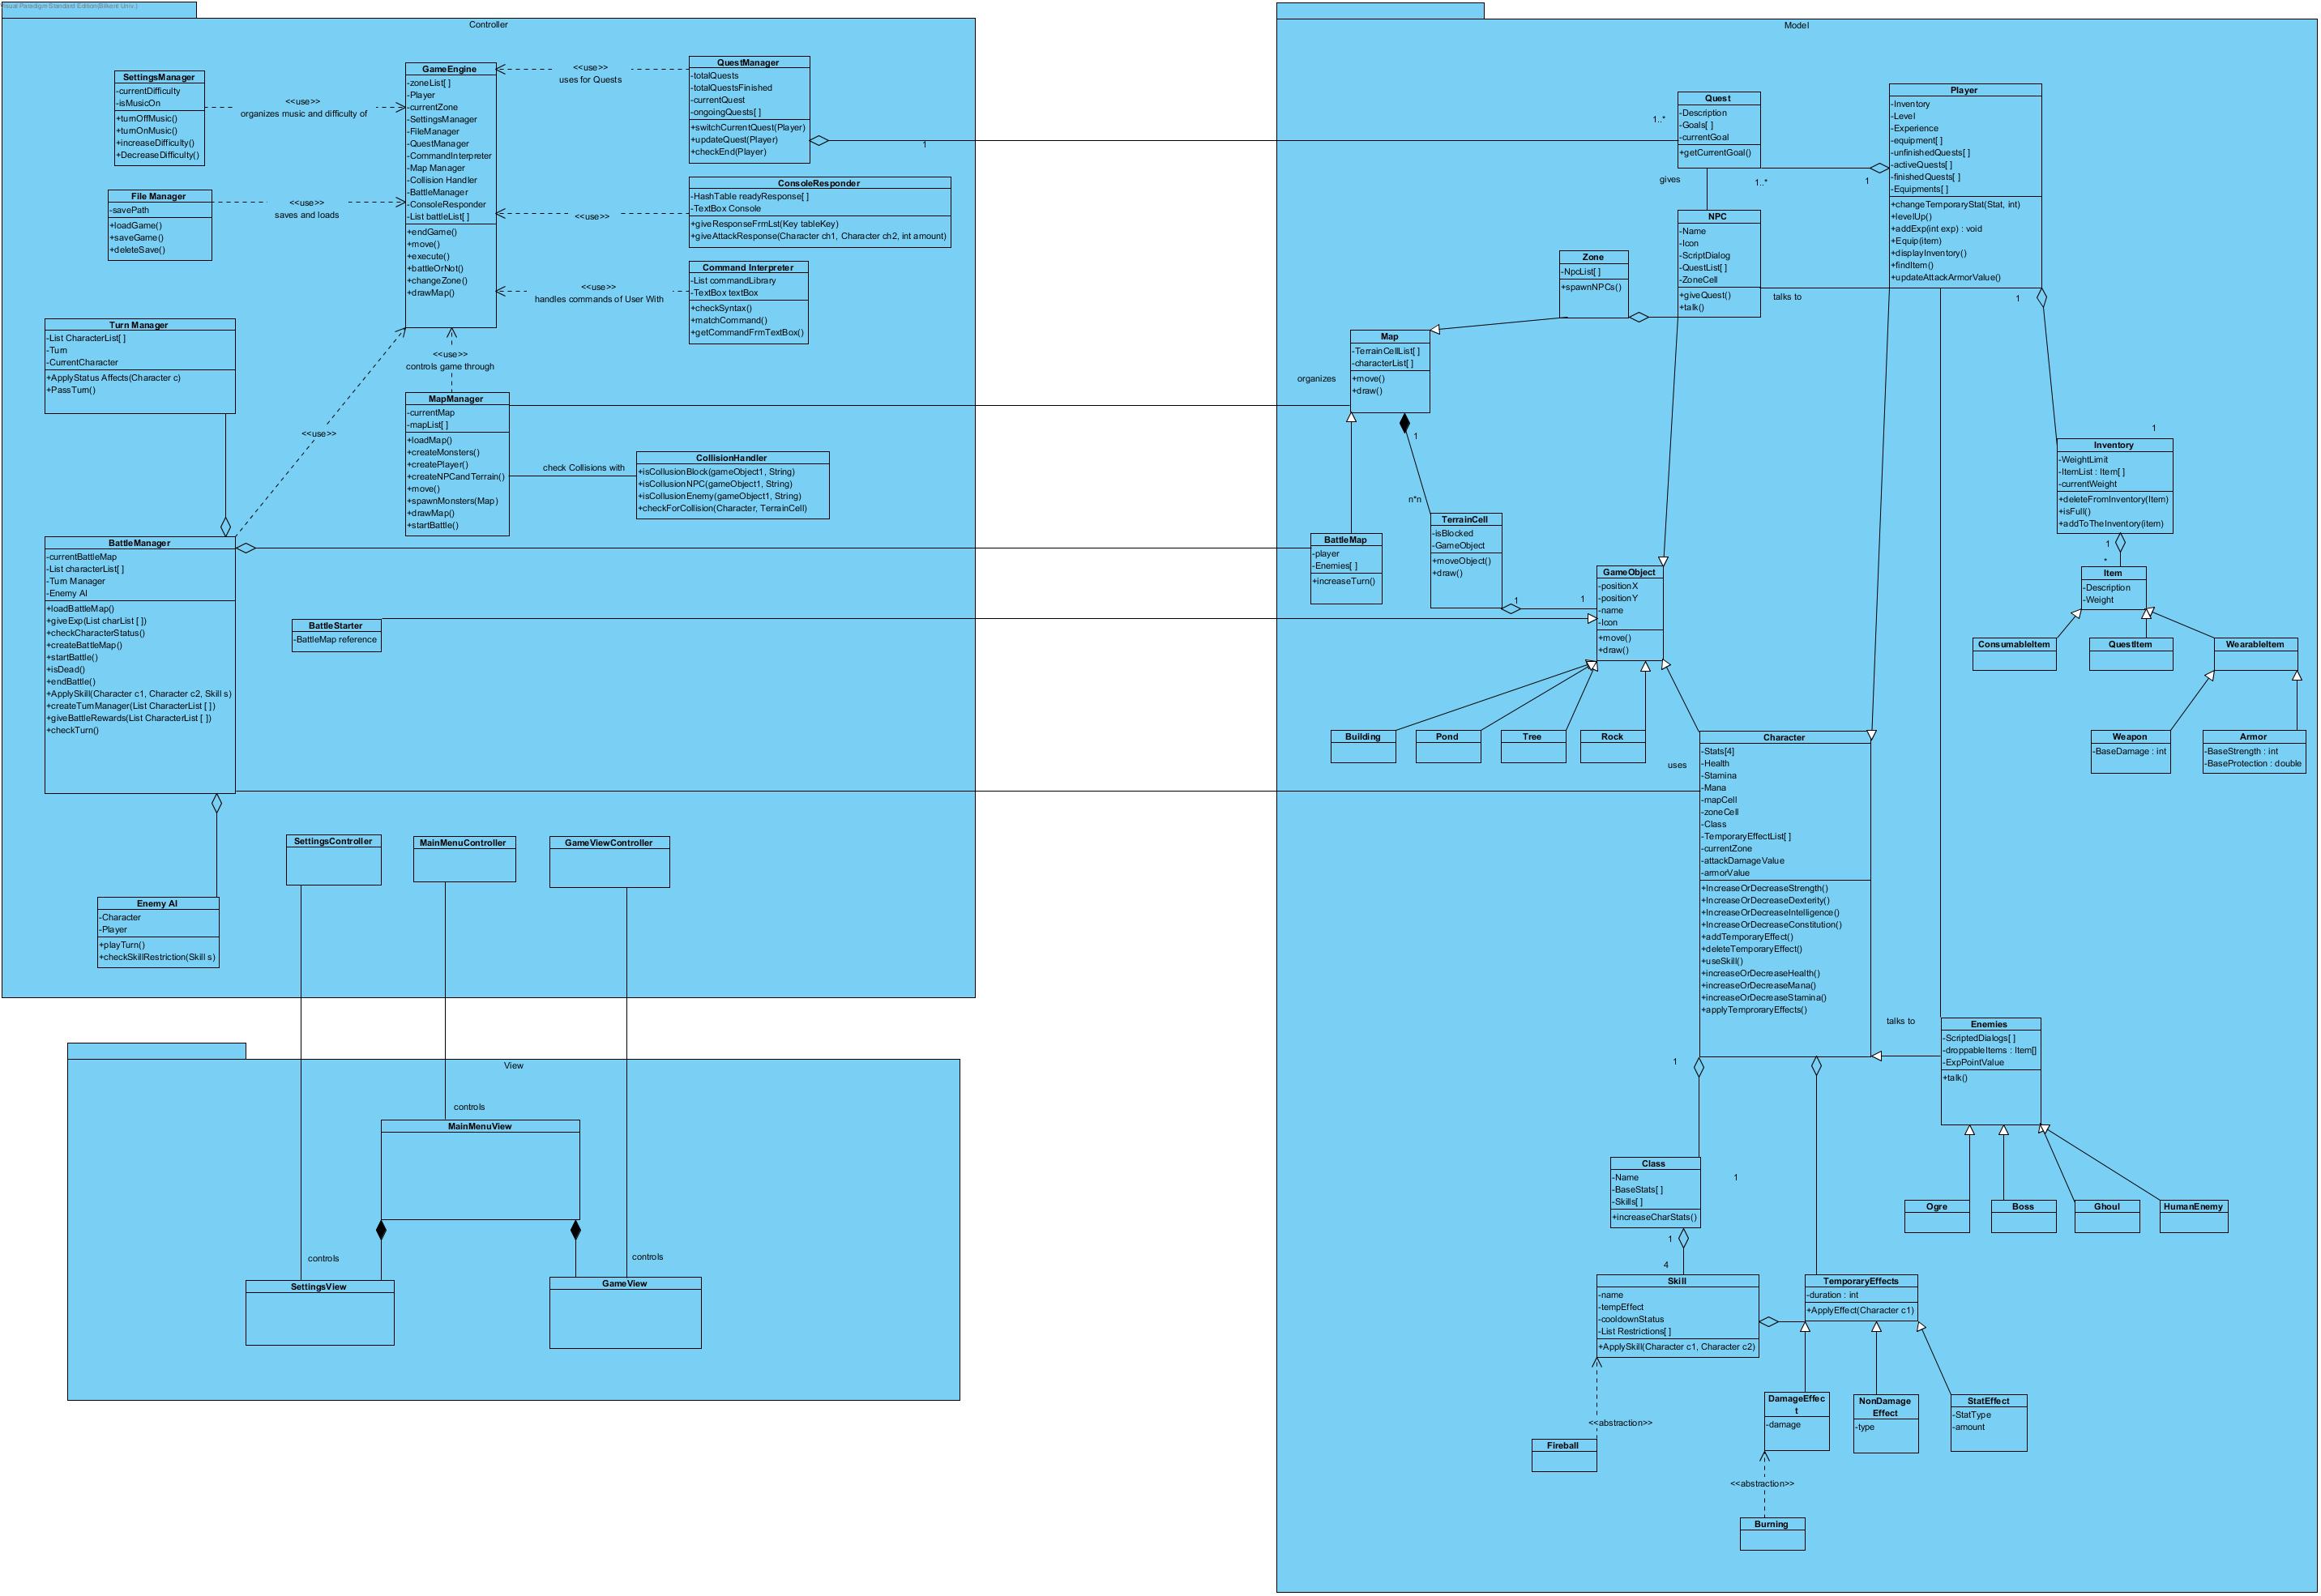 Visual Paradigm Standard Edition(Bilkent Univ.)
Controller
SettingsManager
-currentDifficulty
-isMusicOn
+turnOffMusic()
+turnOnMusic()
+increaseDifficulty()
+DecreaseDifficulty()
<<use>>
organizes music and difficulty of
File Manager
-savePath
+loadGame()
+saveGame()
+deleteSave()
<<use>>
saves and loads
GameEngine
-zoneList[ ]
-Player
-currentZone
-SettingsManager
-FileManager
-QuestManager
-CommandInterpreter
-Map Manager
-Collision Handler
-BattleManager
-ConsoleResponder
-List battleList[ ]
+endGame()
+move()
+execute()
+battleOrNot()
+changeZone()
+drawMap()
<<use>>
uses for Quests
QuestManager
-totalQuests
-totalQuestsFinished
-currentQuest
-ongoingQuests[ ]
+switchCurrentQuest(Player)
+updateQuest(Player)
+checkEnd(Player)
1
<<use>>
ConsoleResponder
-HashTable readyResponse[ ]
-TextBox Console
+giveResponseFrmLst(Key tableKey)
+giveAttackResponse(Character ch1, Character ch2, int amount)
<<use>>
handles commands of User With
Command Interpreter
-List commandLibrary
-TextBox textBox
+checkSyntax()
+matchCommand()
+getCommandFrmTextBox()
Turn Manager
-List CharacterList[ ]
-Turn
-CurrentCharacter
+ApplyStatus Affects(Character c)
+PassTurn()
<<use>>
controls game through
<<use>>
MapManager
-currentMap
-mapList[ ]
+loadMap()
+createMonsters()
+createPlayer()
+createNPCandTerrain()
+move()
+spawnMonsters(Map)
+drawMap()
+startBattle()
check Collisions with
CollisionHandler
+isCollusionBlock(gameObject1, String)
+isCollusionNPC(gameObject1, String)
+isCollusionEnemy(gameObject1, String)
+checkForCollision(Character, TerrainCell)
BattleManager
-currentBattleMap
-List characterList[ ]
-Turn Manager
-Enemy AI
+loadBattleMap()
+giveExp(List charList [ ])
+checkCharacterStatus()
+createBattleMap()
+startBattle()
+isDead()
+endBattle()
+ApplySkill(Character c1, Character c2, Skill s)
+createTurnManager(List CharacterList [ ])
+giveBattleRewards(List CharacterList [ ])
+checkTurn()
BattleStarter
-BattleMap reference
SettingsController
MainMenuController
GameViewController
Enemy AI
-Character
-Player
+playTurn()
+checkSkillRestriction(Skill s)
View
controls
MainMenuView
controls
controls
SettingsView
GameView
Model
Quest
-Description
-Goals[ ]
-currentGoal
+getCurrentGoal()
1..*
gives
1..*
1
Player
-Inventory
-Level
-Experience
-equipment[ ]
-unfinishedQuests[ ]
-activeQuests[ ]
-finishedQuests[ ]
-Equipments[ ]
+changeTemporaryStat(Stat, int)
+levelUp()
+addExp(int exp) : void
+Equip(item)
+displayInventory()
+findItem()
+updateAttackArmorValue()
NPC
-Name
-Icon
-ScriptDialog
-QuestList[ ]
-ZoneCell
+giveQuest()
+talk()
talks to
1
Zone
-NpcList[ ]
+spawnNPCs()
Map
-TerrainCellList[ ]
-characterList[ ]
+move()
+draw()
organizes
1
n*n
1
Inventory
-WeightLimit
-ItemList : Item[ ]
-currentWeight
+deleteFromInventory(Item)
+isFull()
+addToTheInventory(item)
1
*
BattleMap
-player
-Enemies[ ]
+increaseTurn()
TerrainCell
-isBlocked
-GameObject
+moveObject()
+draw()
1
1
GameObject
-positionX
-positionY
-name
-Icon
+move()
+draw()
Item
-Description
-Weight
ConsumableItem
QuestItem
WearableItem
Weapon
-BaseDamage : int
Armor
-BaseStrength : int
-BaseProtection : double
Building
Pond
Tree
Rock
uses
Character
-Stats[4]
-Health
-Stamina
-Mana
-mapCell
-zoneCell
-Class
-TemporaryEffectList[ ]
-currentZone
-attackDamageValue
-armorValue
+IncreaseOrDecreaseStrength()
+IncreaseOrDecreaseDexterity()
+IncreaseOrDecreaseIntelligence()
+IncreaseOrDecreaseConstitution()
+addTemporaryEffect()
+deleteTemporaryEffect()
+useSkill()
+increaseOrDecreaseHealth()
+increaseOrDecreaseMana()
+increaseOrDecreaseStamina()
+applyTemproraryEffects()
talks to
Enemies
-ScriptedDialogs[ ]
-droppableItems : Item[]
-ExpPointValue
+talk()
1
Class
-Name
-BaseStats[ ]
-Skills[ ]
+increaseCharStats()
1
1
4
Ogre
Boss
Ghoul
HumanEnemy
Skill
-name
-tempEffect
-cooldownStatus
-List Restrictions[ ]
+ApplySkill(Character c1, Character c2)
TemporaryEffects
-duration : int
+ApplyEffect(Character c1)
<<abstraction>>
Fireball
DamageEffec
t
-damage
NonDamage
Effect
-type
StatEffect
-StatType
-amount
<<abstraction>>
Burning